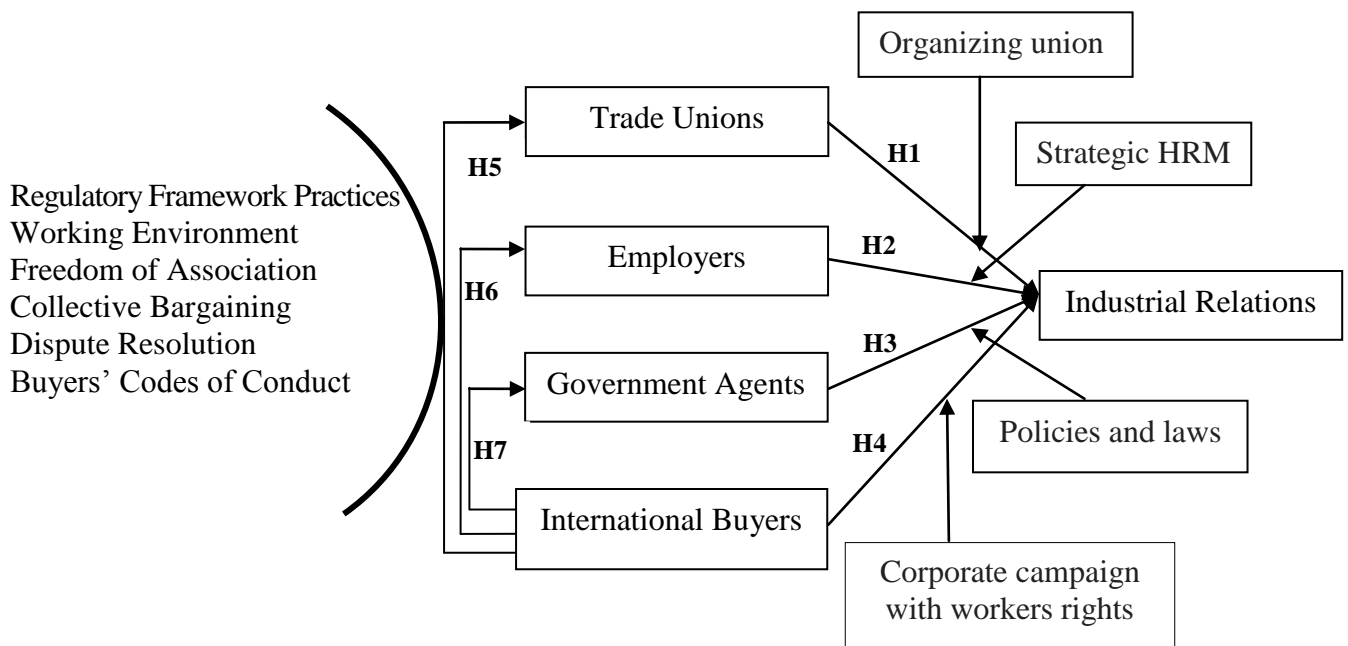 Organizing union
Trade Unions
H1
Strategic HRM
H5
Regulatory Framework Practices
Working Environment
Freedom of Association
Collective Bargaining
Dispute Resolution
Buyers’ Codes of Conduct
Employers
H2
H6
Industrial Relations
H3
Government Agents
H7
H4
Policies and laws
International Buyers
Corporate campaign
with workers rights